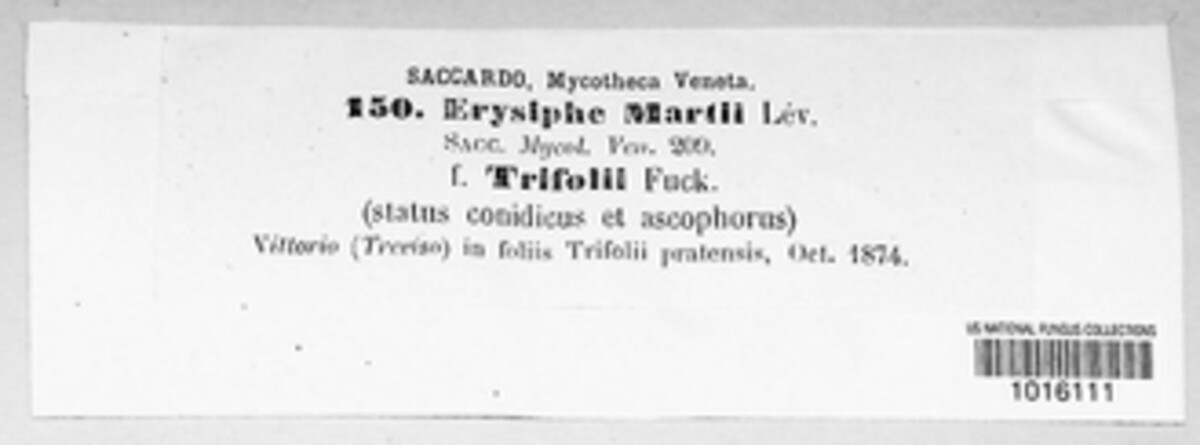 SACCARDO, Mycotheca Veneta.
150. Erysiphe Martii Lév.
SACC. Mycol. Ven. 209.
f. Trifolii Fuck.
(status conidicus et ascophorus)
Vittorio (Treviso) in foliis Trifolii pratensis, Oct. 1874.
US NATIONAL FUNGUS COLLECTIONS
1016111